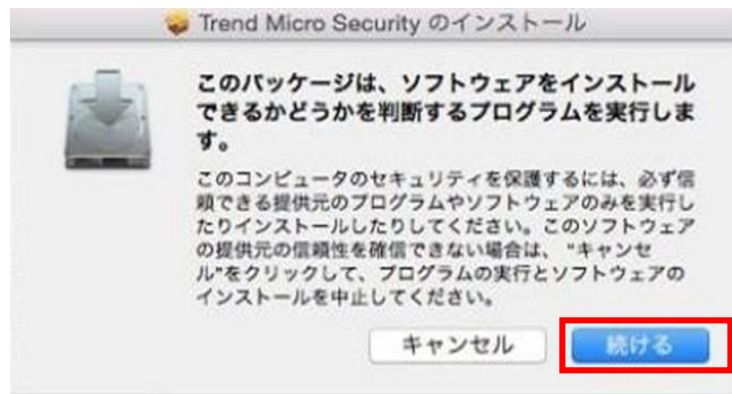 Trend Micro Security のインストール
このパッケージは、ソフトウェアをインストール
できるかどうかを判断するプログラムを実行しま
す。
このコンピュータのセキュリティを保護するには、必ず信
頼できる提供元のプログラムやソフトウェアのみを実行し
たりインストールしたりしてください。このソフトウェア
の提供元の信頼性を確信できない場合は、 "キャンセ
ル"をクリックして、プログラムの実行とソフトウェアの
インストールを中止してください。
キャンセル 続ける